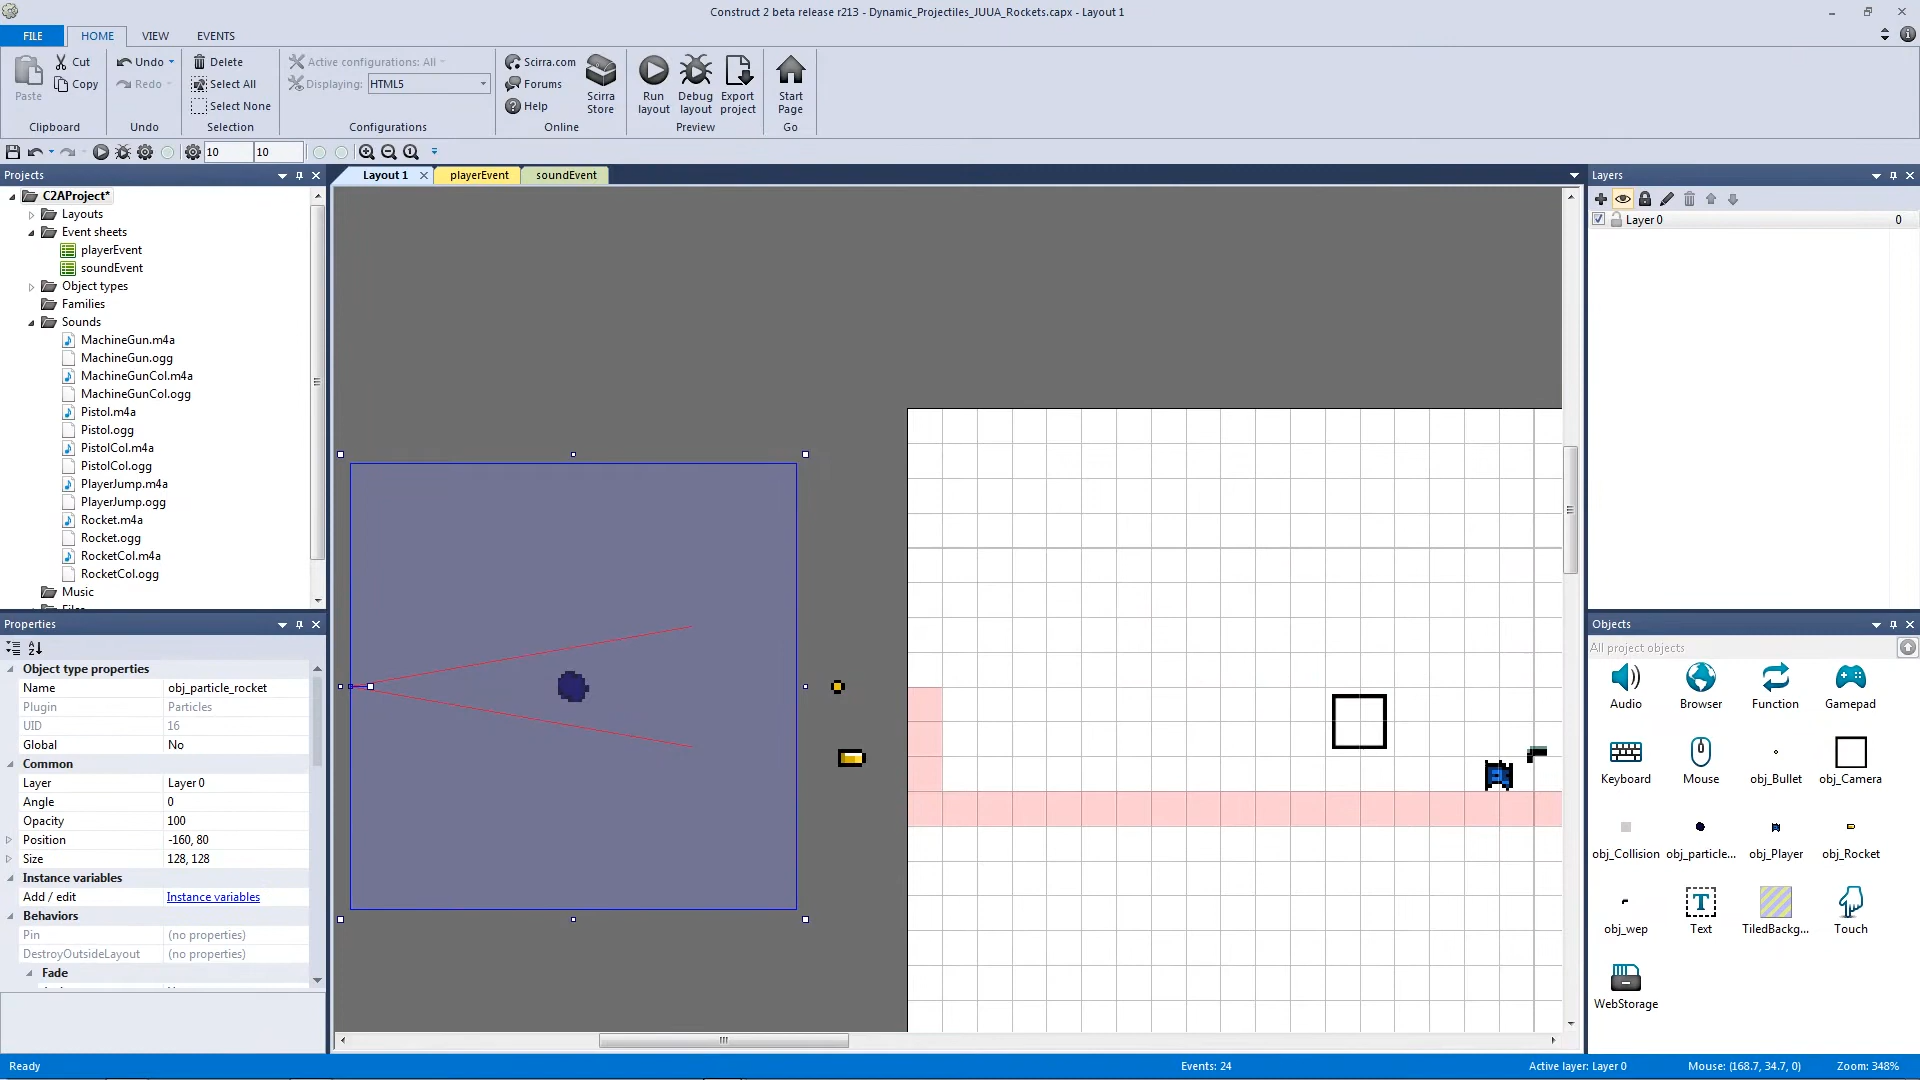 Construct 2 beta release r213 - Dynamic_Projectiles_JUUA_Rockets.capx - Layout 1
FILE HOME VIEW EVENTS
Paste
Cut
Copy
Clipboard
Undo
Redo
Undo
Delete
Select All
Select None
Selection
Active configurations: All
Displaying: HTML5
Configurations
Scirra.com
Forums
Help
Scirra Store
Online
Run layout
Debug layout
Export project
Preview
Start Page
Go
10 10
Projects
C2AProject*
Layouts
Event sheets
playerEvent
soundEvent
Object types
Families
Sounds
MachineGun.m4a
MachineGun.ogg
MachineGunCol.m4a
MachineGunCol.ogg
Pistol.m4a
Pistol.ogg
PistolCol.m4a
PistolCol.ogg
PlayerJump.m4a
PlayerJump.ogg
Rocket.m4a
Rocket.ogg
RocketCol.m4a
RocketCol.ogg
Music
Layout 1 playerEvent soundEvent
Properties
Object type properties
Name obj_particle_rocket
Plugin Particles
UID 16
Global No
Common
Layer Layer 0
Angle 0
Opacity 100
Position -160, 80
Size 128, 128
Instance variables
Add / edit Instance variables
Behaviors
Pin (no properties)
DestroyOutsideLayout (no properties)
Fade
Layers
Layer 0 0
Objects
All project objects
Audio Browser Function Gamepad
Keyboard Mouse obj_Bullet obj_Camera
obj_Collision obj_particle... obj_Player obj_Rocket
obj_wep Text TiledBackg... Touch
WebStorage
Ready Events: 24 Active layer: Layer 0 Mouse: (168.7, 34.7, 0) Zoom: 348%